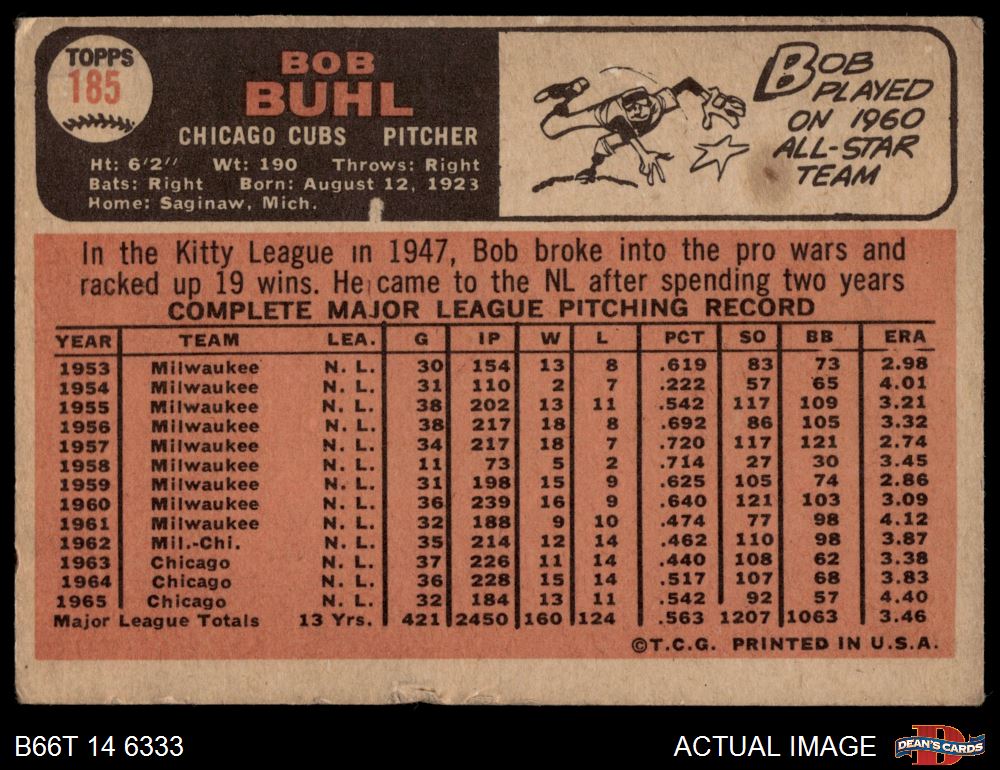 TOPPS
185
BOB
BUHL
CHICAGO CUBS PITCHER
Ht: 6'2" Wt: 190 Throws: Right
Bats: Right Born: August 12, 1923
Home: Saginaw, Mich.
BOB
PLAYED
ON 1960
ALL-STAR
TEAM
In the Kitty League in 1947, Bob broke into the pro wars and
racked up 19 wins. He came to the NL after spending two years
COMPLETE MAJOR LEAGUE PITCHING RECORD
YEAR TEAM LEA. G IP W L PCT SO BB ERA
1953 Milwaukee N. L. 30 154 13 8 .619 83 73 2.98
1954 Milwaukee N. L. 31 110 2 7 .222 57 65 4.01
1955 Milwaukee N. L. 38 202 13 11 .542 117 109 3.21
1956 Milwaukee N. L. 38 217 18 8 .692 86 105 3.32
1957 Milwaukee N. L. 34 217 18 7 .720 117 121 2.74
1958 Milwaukee N. L. 11 73 5 2 .714 27 30 3.45
1959 Milwaukee N. L. 31 198 15 9 .625 105 74 2.86
1960 Milwaukee N. L. 36 239 16 9 .640 121 103 3.09
1961 Milwaukee N. L. 32 188 9 10 .474 77 98 4.12
1962 Mil.-Chi. N. L. 35 214 12 14 .462 110 98 3.87
1963 Chicago N. L. 37 226 11 14 .440 108 62 3.38
1964 Chicago N. L. 36 228 15 14 .517 107 68 3.83
1965 Chicago N. L. 32 184 13 11 .542 92 57 4.40
Major League Totals 13 Yrs. 421 2450 160 124 .563 1207 1063 3.46
©T.C.G. PRINTED IN U.S.A.
B66T 14 6333
ACTUAL IMAGE
D
DEAN'S CARDS